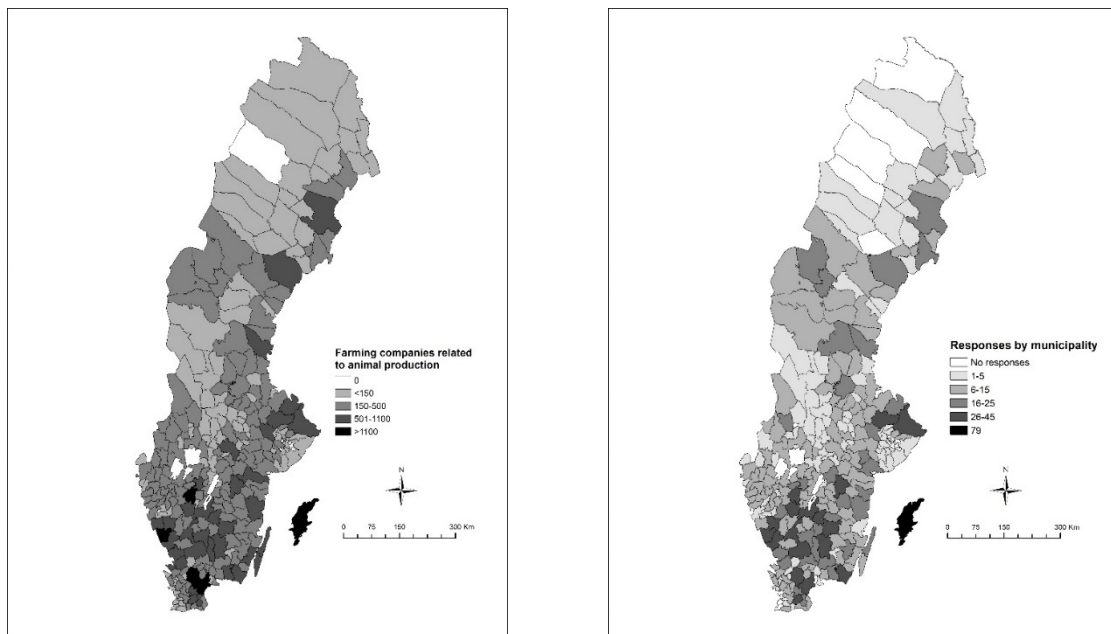 Farming companies related
to animal production
0
<150
150-500
501-1100
>1100
N
0 75 150 300 Km
Responses by municipality
No responses
1-5
6-15
16-25
26-45
79
N
0 75 150 300 Km